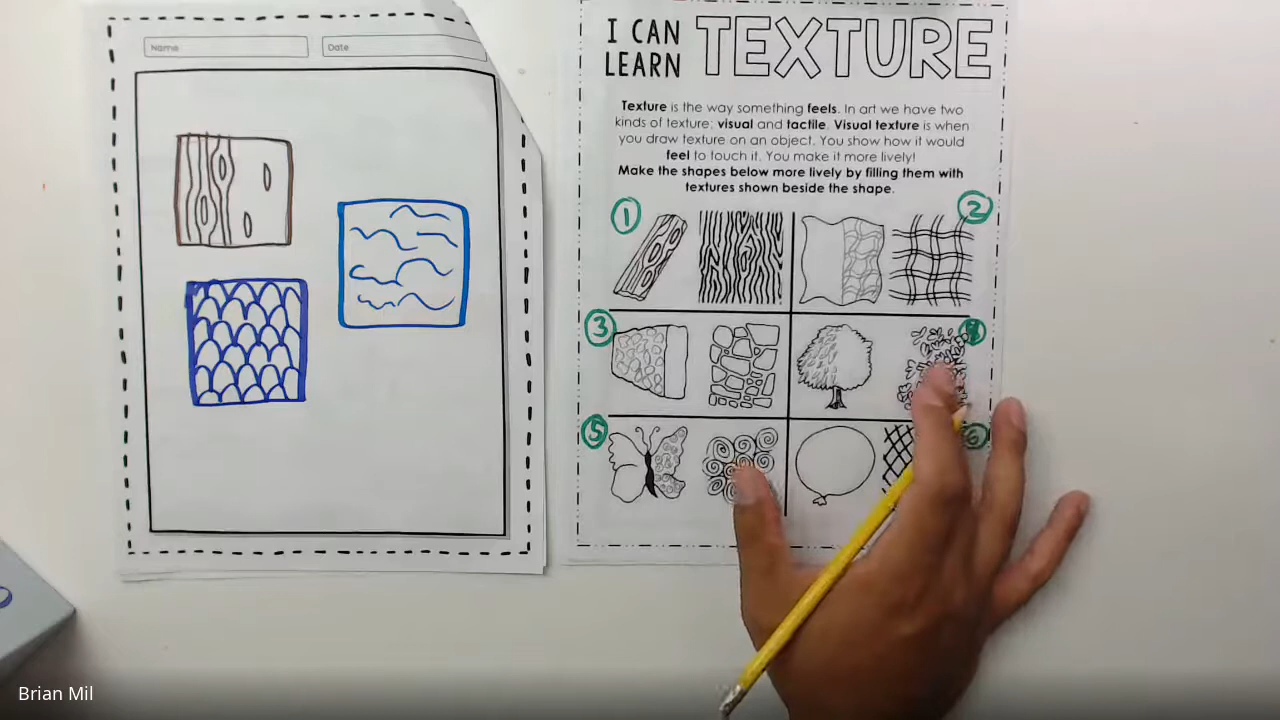 Name
Date
I CAN
LEARN
TEXTURE
Texture is the way something feels. In art we have two
kinds of texture; visual and tactile. Visual texture is when
you draw texture on an object. You show how it would
feel to touch it. You make it more lively!
Make the shapes below more lively by filling them with
textures shown beside the shape.
1
2
3
4
5
6
Brian Mil